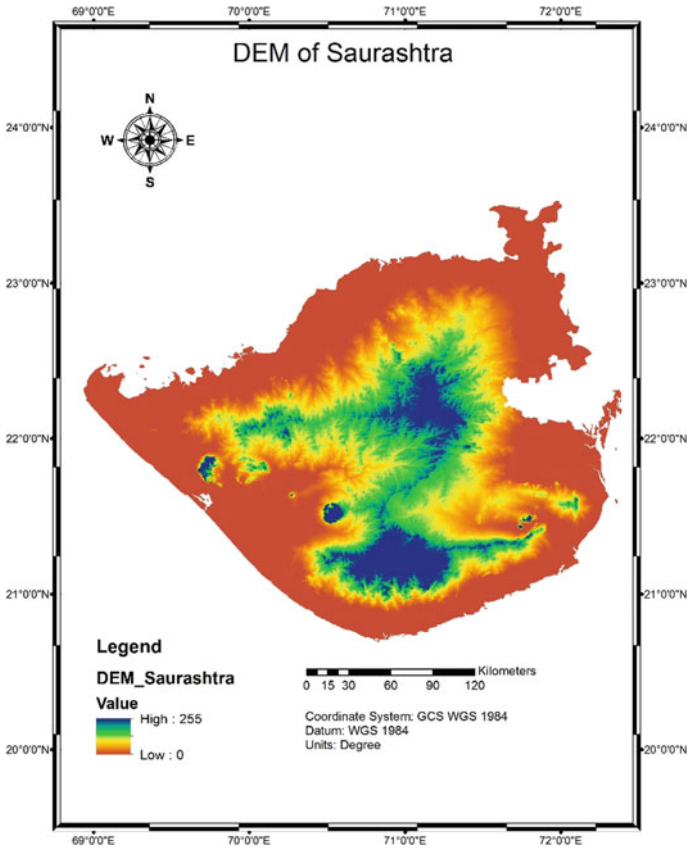 69°0'0"E 70°0'0"E 71°0'0"E 72°0'0"E
DEM of Saurashtra
N
W E
S
24°0'0"N 24°0'0"N
23°0'0"N 23°0'0"N
22°0'0"N 22°0'0"N
21°0'0"N 21°0'0"N
20°0'0"N 20°0'0"N
Legend
DEM_Saurashtra
Value
High : 255
Low : 0
Kilometers
0 15 30 60 90 120
Coordinate System: GCS WGS 1984
Datum: WGS 1984
Units: Degree
69°0'0"E 70°0'0"E 71°0'0"E 72°0'0"E